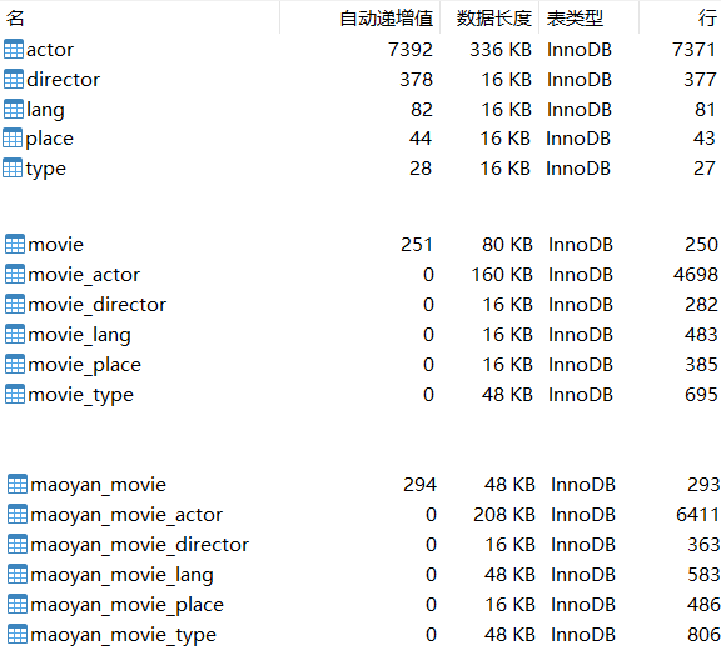 名 自动递增值 数据长度 表类型 行
actor 7392 336 KB InnoDB 7371
director 378 16 KB InnoDB 377
lang 82 16 KB InnoDB 81
place 44 16 KB InnoDB 43
type 28 16 KB InnoDB 27
movie 251 80 KB InnoDB 250
movie_actor 0 160 KB InnoDB 4698
movie_director 0 16 KB InnoDB 282
movie_lang 0 16 KB InnoDB 483
movie_place 0 16 KB InnoDB 385
movie_type 0 48 KB InnoDB 695
maoyan_movie 294 48 KB InnoDB 293
maoyan_movie_actor 0 208 KB InnoDB 6411
maoyan_movie_director 0 16 KB InnoDB 363
maoyan_movie_lang 0 48 KB InnoDB 583
maoyan_movie_place 0 16 KB InnoDB 486
maoyan_movie_type 0 48 KB InnoDB 806